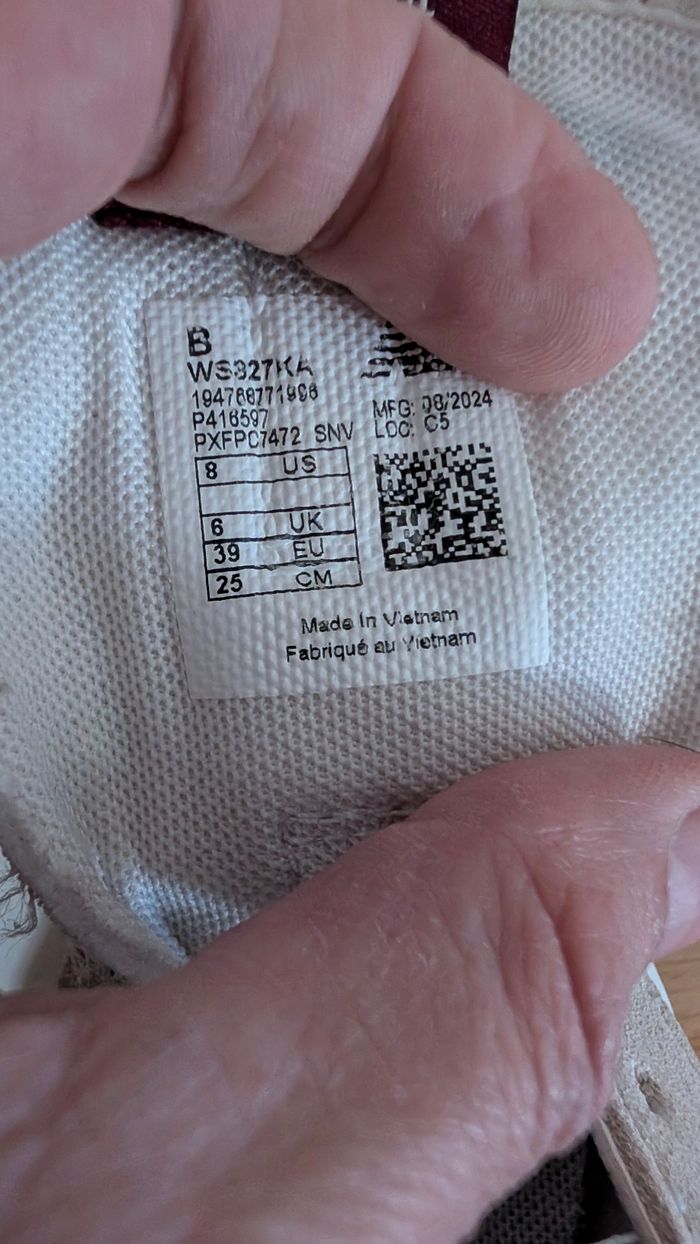 B
WS327KA
194768771998
P416597
PXFPC7472 SNV
MFG: 08/2024
LOC: C5
8 US
6 UK
39 EU
25 CM
Made in Vietnam
Fabriqué au Vietnam